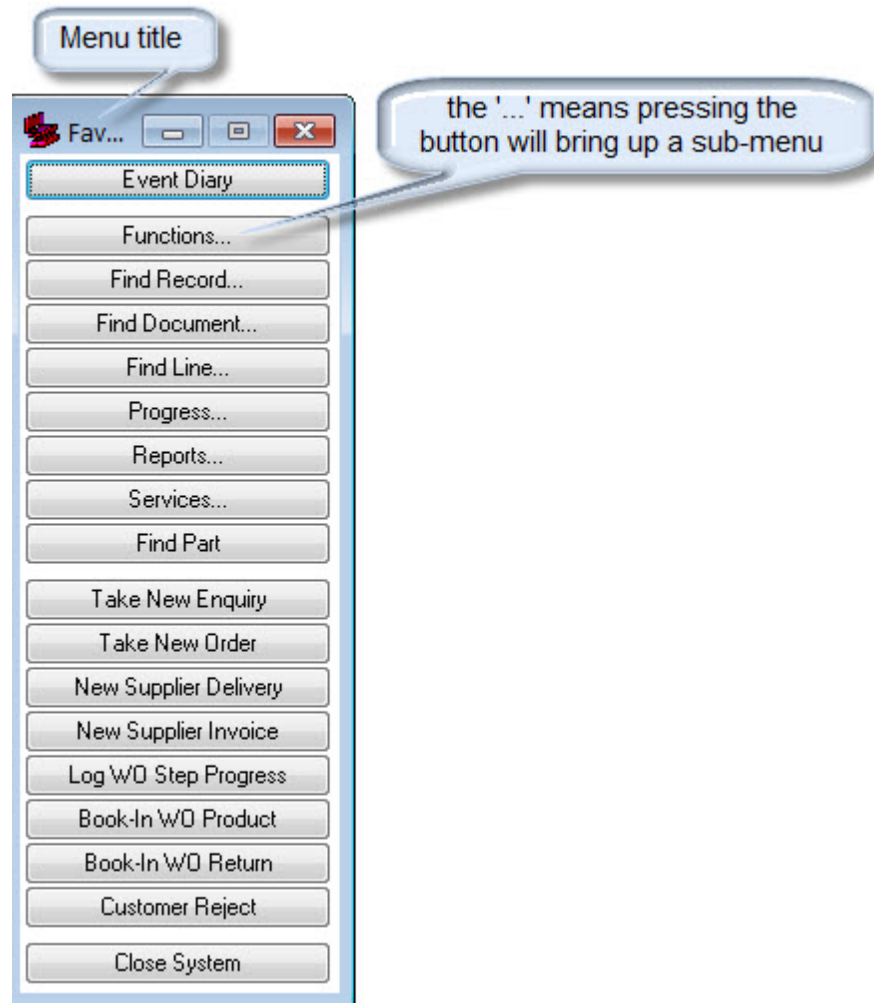 Menu title
the '...' means pressing the
button will bring up a sub-menu
Fav...
Event Diary
Functions...
Find Record...
Find Document...
Find Line...
Progress...
Reports...
Services...
Find Part
Take New Enquiry
Take New Order
New Supplier Delivery
New Supplier Invoice
Log WO Step Progress
Book-In WO Product
Book-In WO Return
Customer Reject
Close System